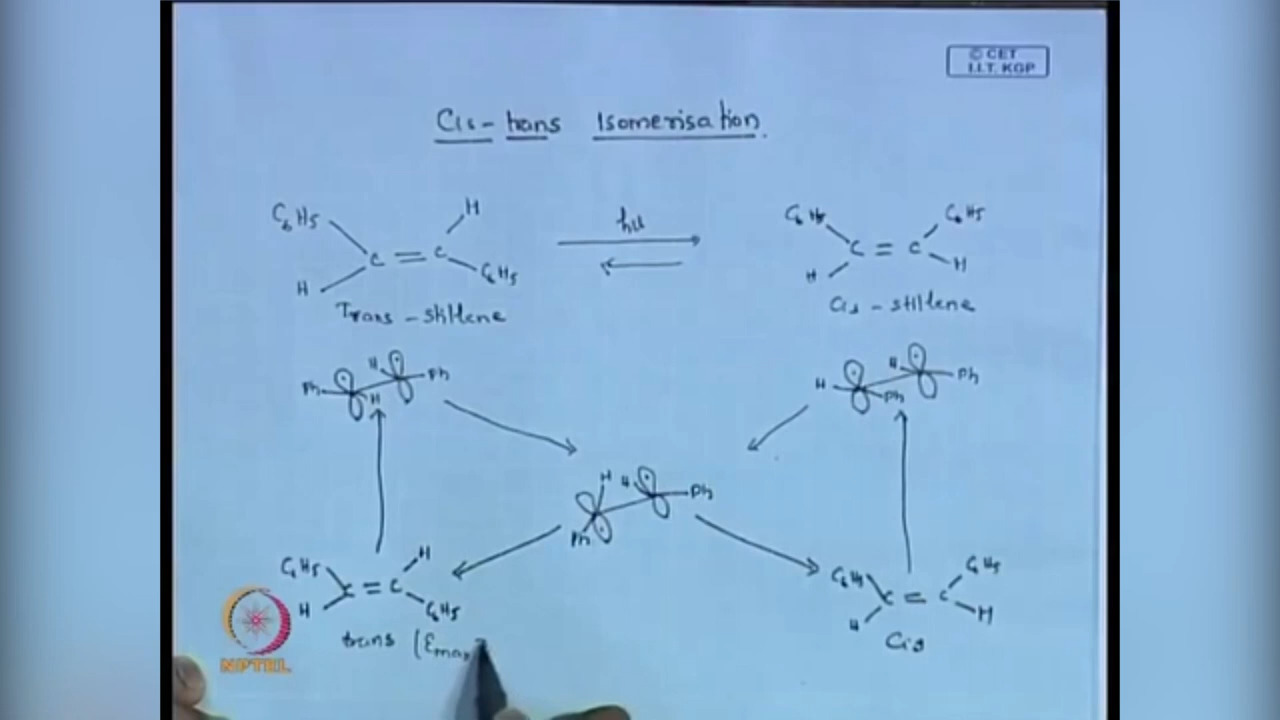 © CET
I.I.T. KGP
Cis-trans Isomerisation.
C6H5 H
C = C
H C6H5
hν
C6H5 C6H5
C = C
H H
Trans - stilbene
Cis - stilbene
H Ph
Ph H
H Ph
H Ph
H H Ph
Ph
C6H5 H
C = C
H C6H5
trans (Emax
C6H5 C6H5
C = C
H H
Cis
NPTEL